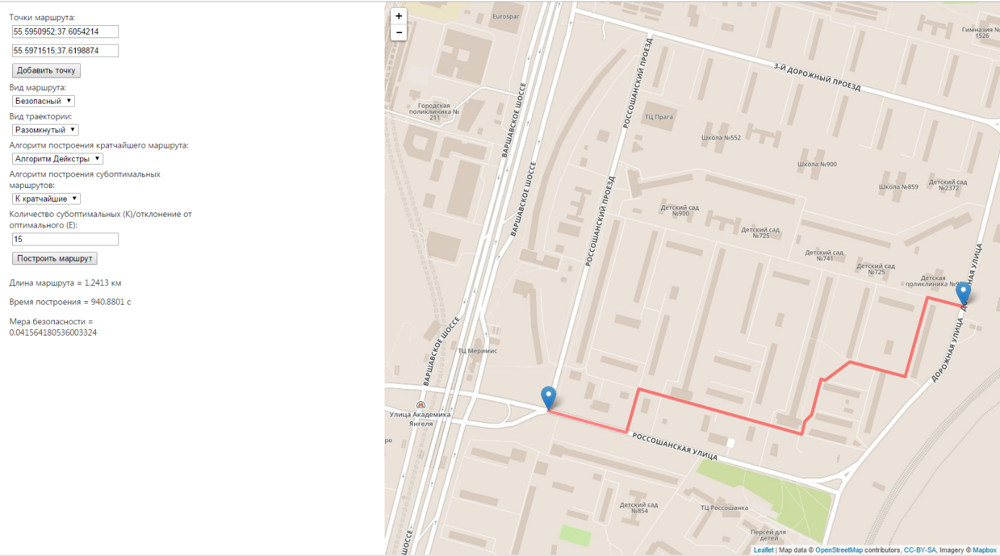 Точки маршрута:
55.5950952;37.6054214
55.5971515;37.6198874
Добавить точку
Вид маршрута:
Безопасный
Вид траектории:
Разомкнутый
Алгоритм построения кратчайшего маршрута:
Алгоритм Дейкстры
Алгоритм построения субоптимальных
маршрутов:
К кратчайшие
Количество субоптимальных (К)/отклонение от
оптимального (Е):
15
Построить маршрут
Длина маршрута = 1.2413 км
Время построения = 940.8801 с
Мера безопасности =
0.041564180536003324
+
−
Eurospar
Гимназия №
1526
3-Й ДОРОЖНЫЙ ПРОЕЗД
РОССОШАНСКИЙ ПРОЕЗД
ВАРШАВСКОЕ ШОССЕ
Городская
поликлиника №
211
ТЦ Прага
Школа №552
Школа №900
Школа №859
Детский сад
№2372
ВАРШАВСКОЕ ШОССЕ
РОССОШАНСКИЙ ПРОЕЗД
Детский сад
№900
Детский сад
№725
Детский сад
№741
Детский сад
№725
Детская
поликлиника
ДОРОЖНАЯ УЛИЦА
ДОРОЖНАЯ УЛИЦА
ВАРШАВСКОЕ ШОССЕ
ТЦ Меримис
Улица Академика
Янгеля
РОССОШАНСКАЯ УЛИЦА
ро
Детский сад
№854
ТЦ Россошанка
Персей для
детей
ШОССЕ
Leaflet | Map data © OpenStreetMap contributors, CC-BY-SA, Imagery © Mapbox